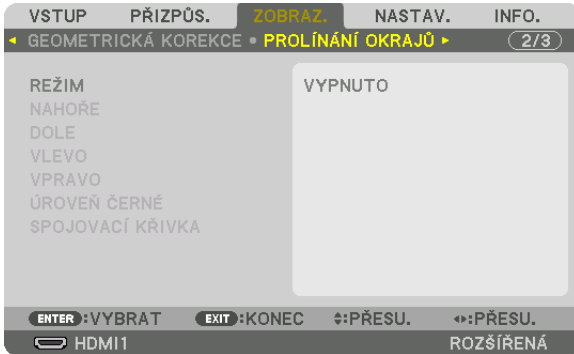 VSTUP PŘIZPŮS. ZOBRAZ. NASTAV. INFO.
◂ GEOMETRICKÁ KOREKCE • PROLÍNÁNÍ OKRAJŮ ▸ 2/3
REŽIM VYPNUTO
NAHOŘE
DOLE
VLEVO
VPRAVO
ÚROVEŇ ČERNÉ
SPOJOVACÍ KŘIVKA
ENTER:VYBRAT EXIT:KONEC ⬍:PŘESU. ⬌:PŘESU.
HDMI1 ROZŠÍŘENÁ